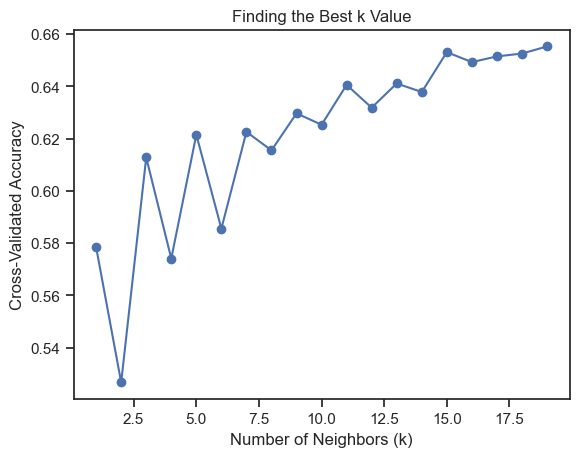 Finding the Best k Value
0.66
0.64
0.62
0.60
0.58
0.56
0.54
Cross-Validated Accuracy
2.5 5.0 7.5 10.0 12.5 15.0 17.5
Number of Neighbors (k)